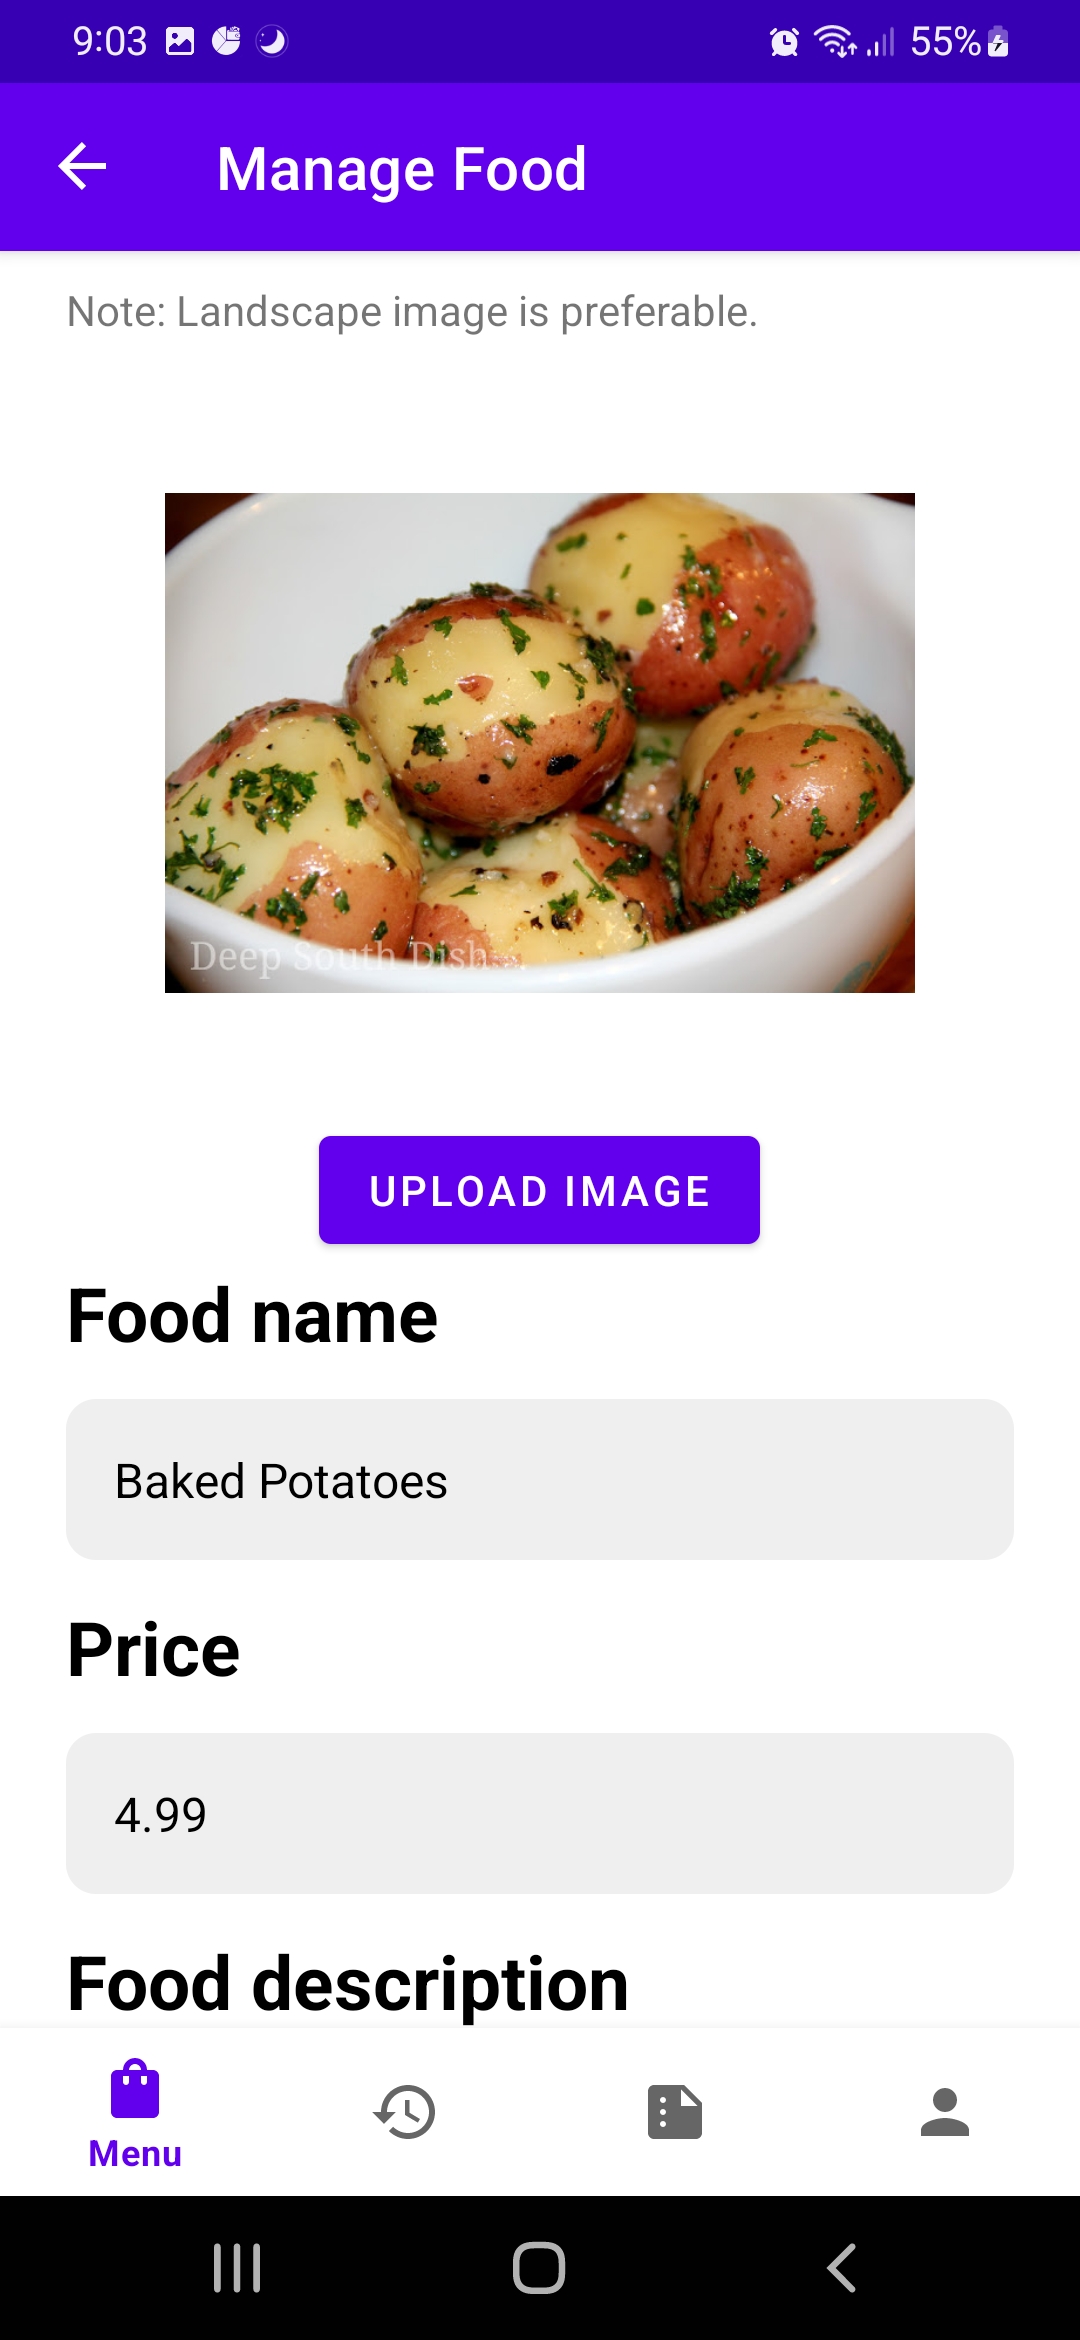 9:03 55%
Manage Food
Note: Landscape image is preferable.
Deep South Dish
UPLOAD IMAGE
Food name
Baked Potatoes
Price
4.99
Food description
Menu